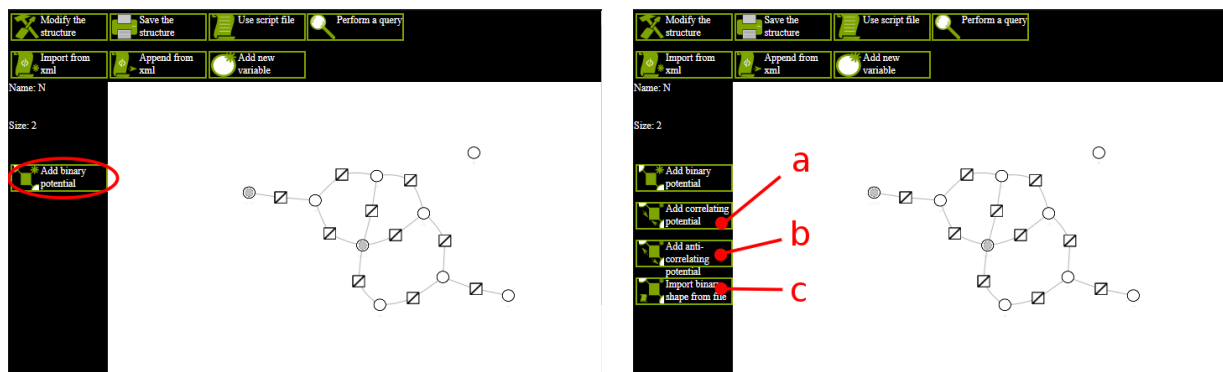 Modify the
structure
Save the
structure
Use script file
Perform a query
Import from
xml
Append from
xml
Add new
variable
Name: N
Size: 2
Add binary
potential
Modify the
structure
Save the
structure
Use script file
Perform a query
Import from
xml
Append from
xml
Add new
variable
Name: N
Size: 2
Add binary
potential
Add correlating
potential
Add anti-
correlating
potential
Import binary
shape from file
a
b
c